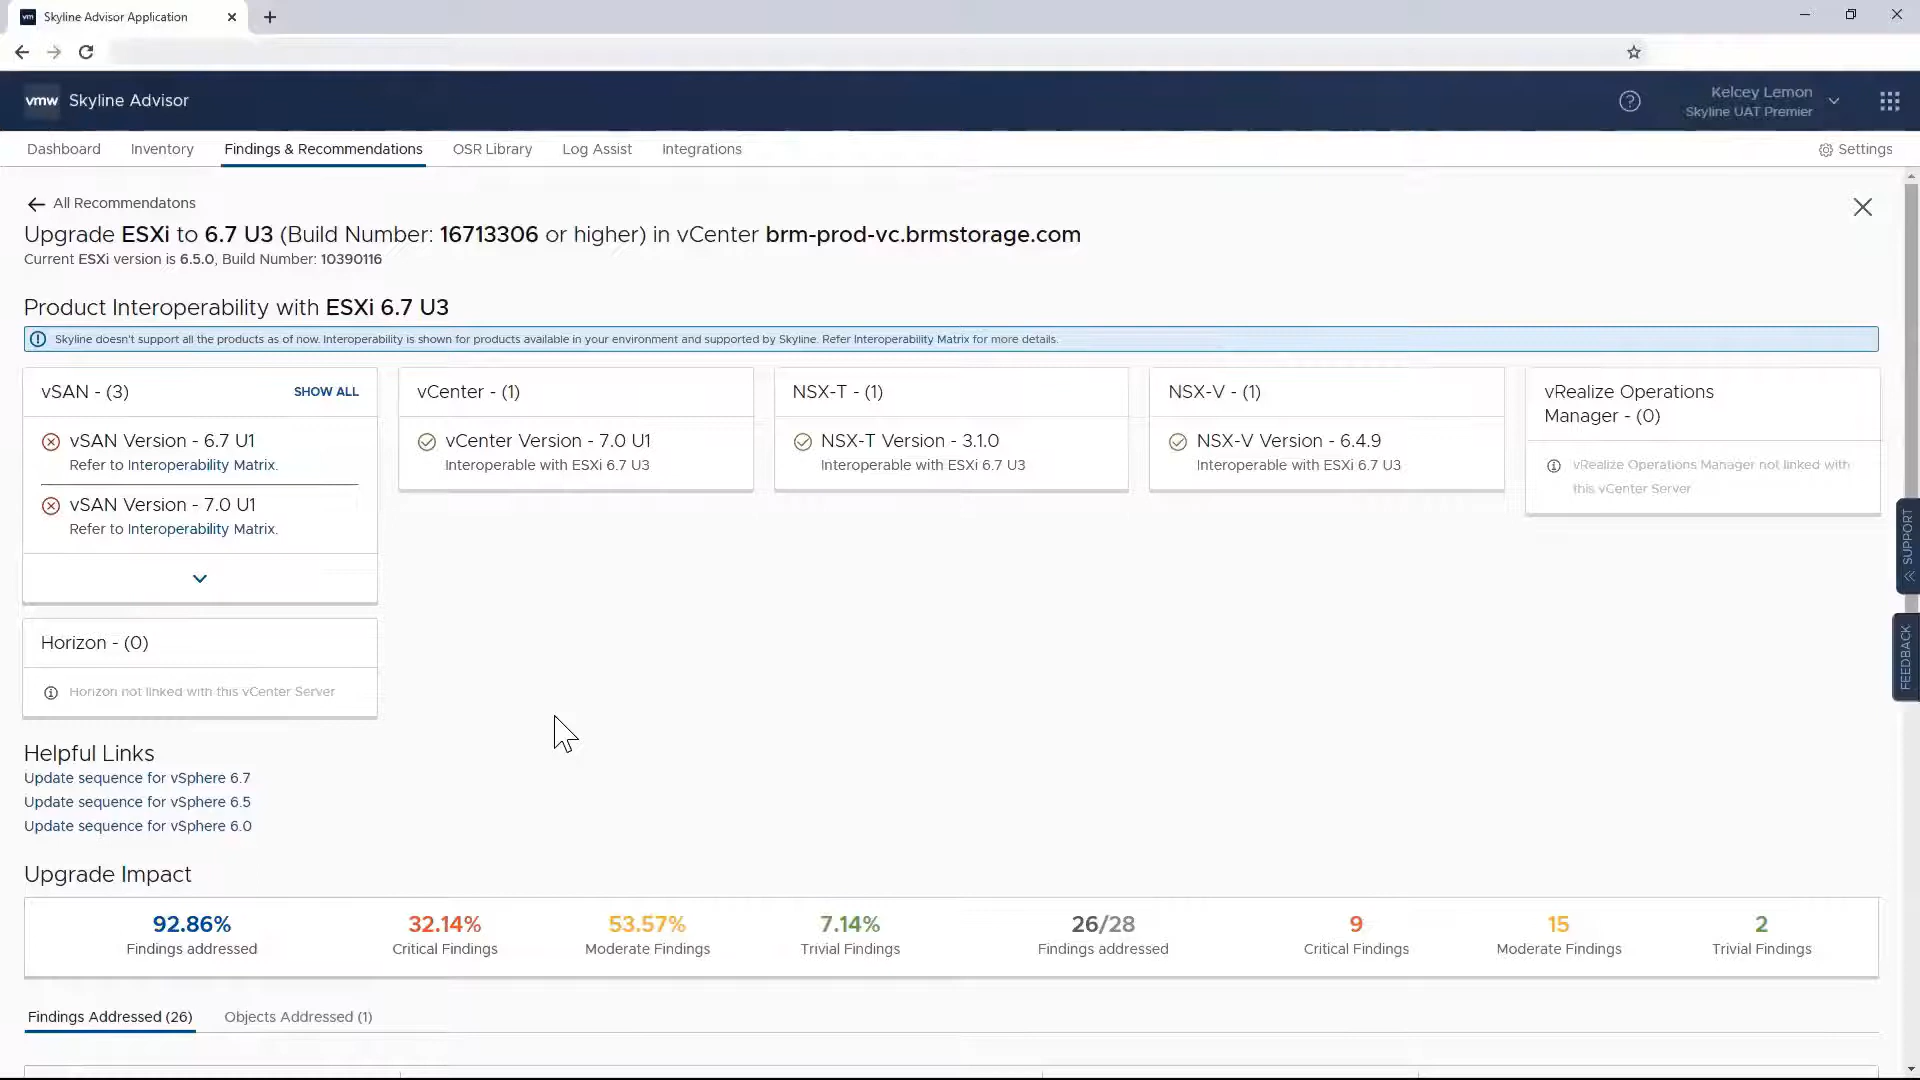 vm Skyline Advisor Application
vmw Skyline Advisor
Kelcey Lemon
Skyline UAT Premier
Dashboard Inventory Findings & Recommendations OSR Library Log Assist Integrations Settings
All Recommendatons
Upgrade ESXi to 6.7 U3 (Build Number: 16713306 or higher) in vCenter brm-prod-vc.brmstorage.com
Current ESXi version is 6.5.0, Build Number: 10390116
Product Interoperability with ESXi 6.7 U3
Skyline doesn't support all the products as of now. Interoperability is shown for products available in your environment and supported by Skyline. Refer Interoperability Matrix for more details.
vSAN - (3) SHOW ALL
vSAN Version - 6.7 U1
Refer to Interoperability Matrix.
vSAN Version - 7.0 U1
Refer to Interoperability Matrix.
vCenter - (1)
vCenter Version - 7.0 U1
Interoperable with ESXi 6.7 U3
NSX-T - (1)
NSX-T Version - 3.1.0
Interoperable with ESXi 6.7 U3
NSX-V - (1)
NSX-V Version - 6.4.9
Interoperable with ESXi 6.7 U3
vRealize Operations
Manager - (0)
vRealize Operations Manager not linked with
this vCenter Server
Horizon - (0)
Horizon not linked with this vCenter Server
SUPPORT
FEEDBACK
Helpful Links
Update sequence for vSphere 6.7
Update sequence for vSphere 6.5
Update sequence for vSphere 6.0
Upgrade Impact
92.86% 32.14% 53.57% 7.14% 26/28 9 15 2
Findings addressed Critical Findings Moderate Findings Trivial Findings Findings addressed Critical Findings Moderate Findings Trivial Findings
Findings Addressed (26) Objects Addressed (1)